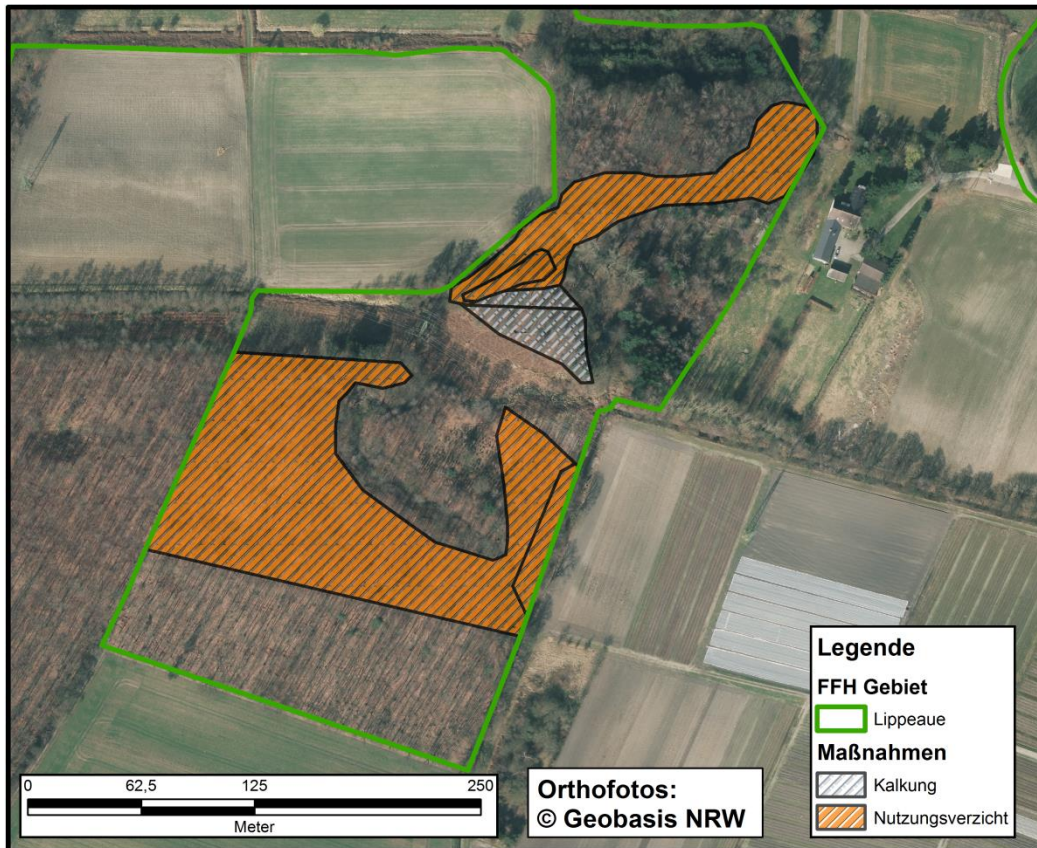 Legende
FFH Gebiet
Lippeaue
Maßnahmen
Kalkung
Nutzungsverzicht
0 62,5 125 250
Meter
Orthofotos:
© Geobasis NRW